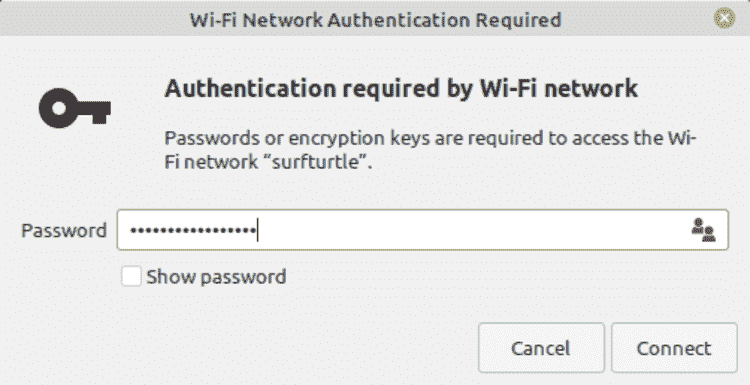 Wi-Fi Network Authentication Required
Authentication required by Wi-Fi network
Passwords or encryption keys are required to access the Wi-
Fi network “surfturtle”.
Password •••••••••••••••••
Show password
Cancel Connect